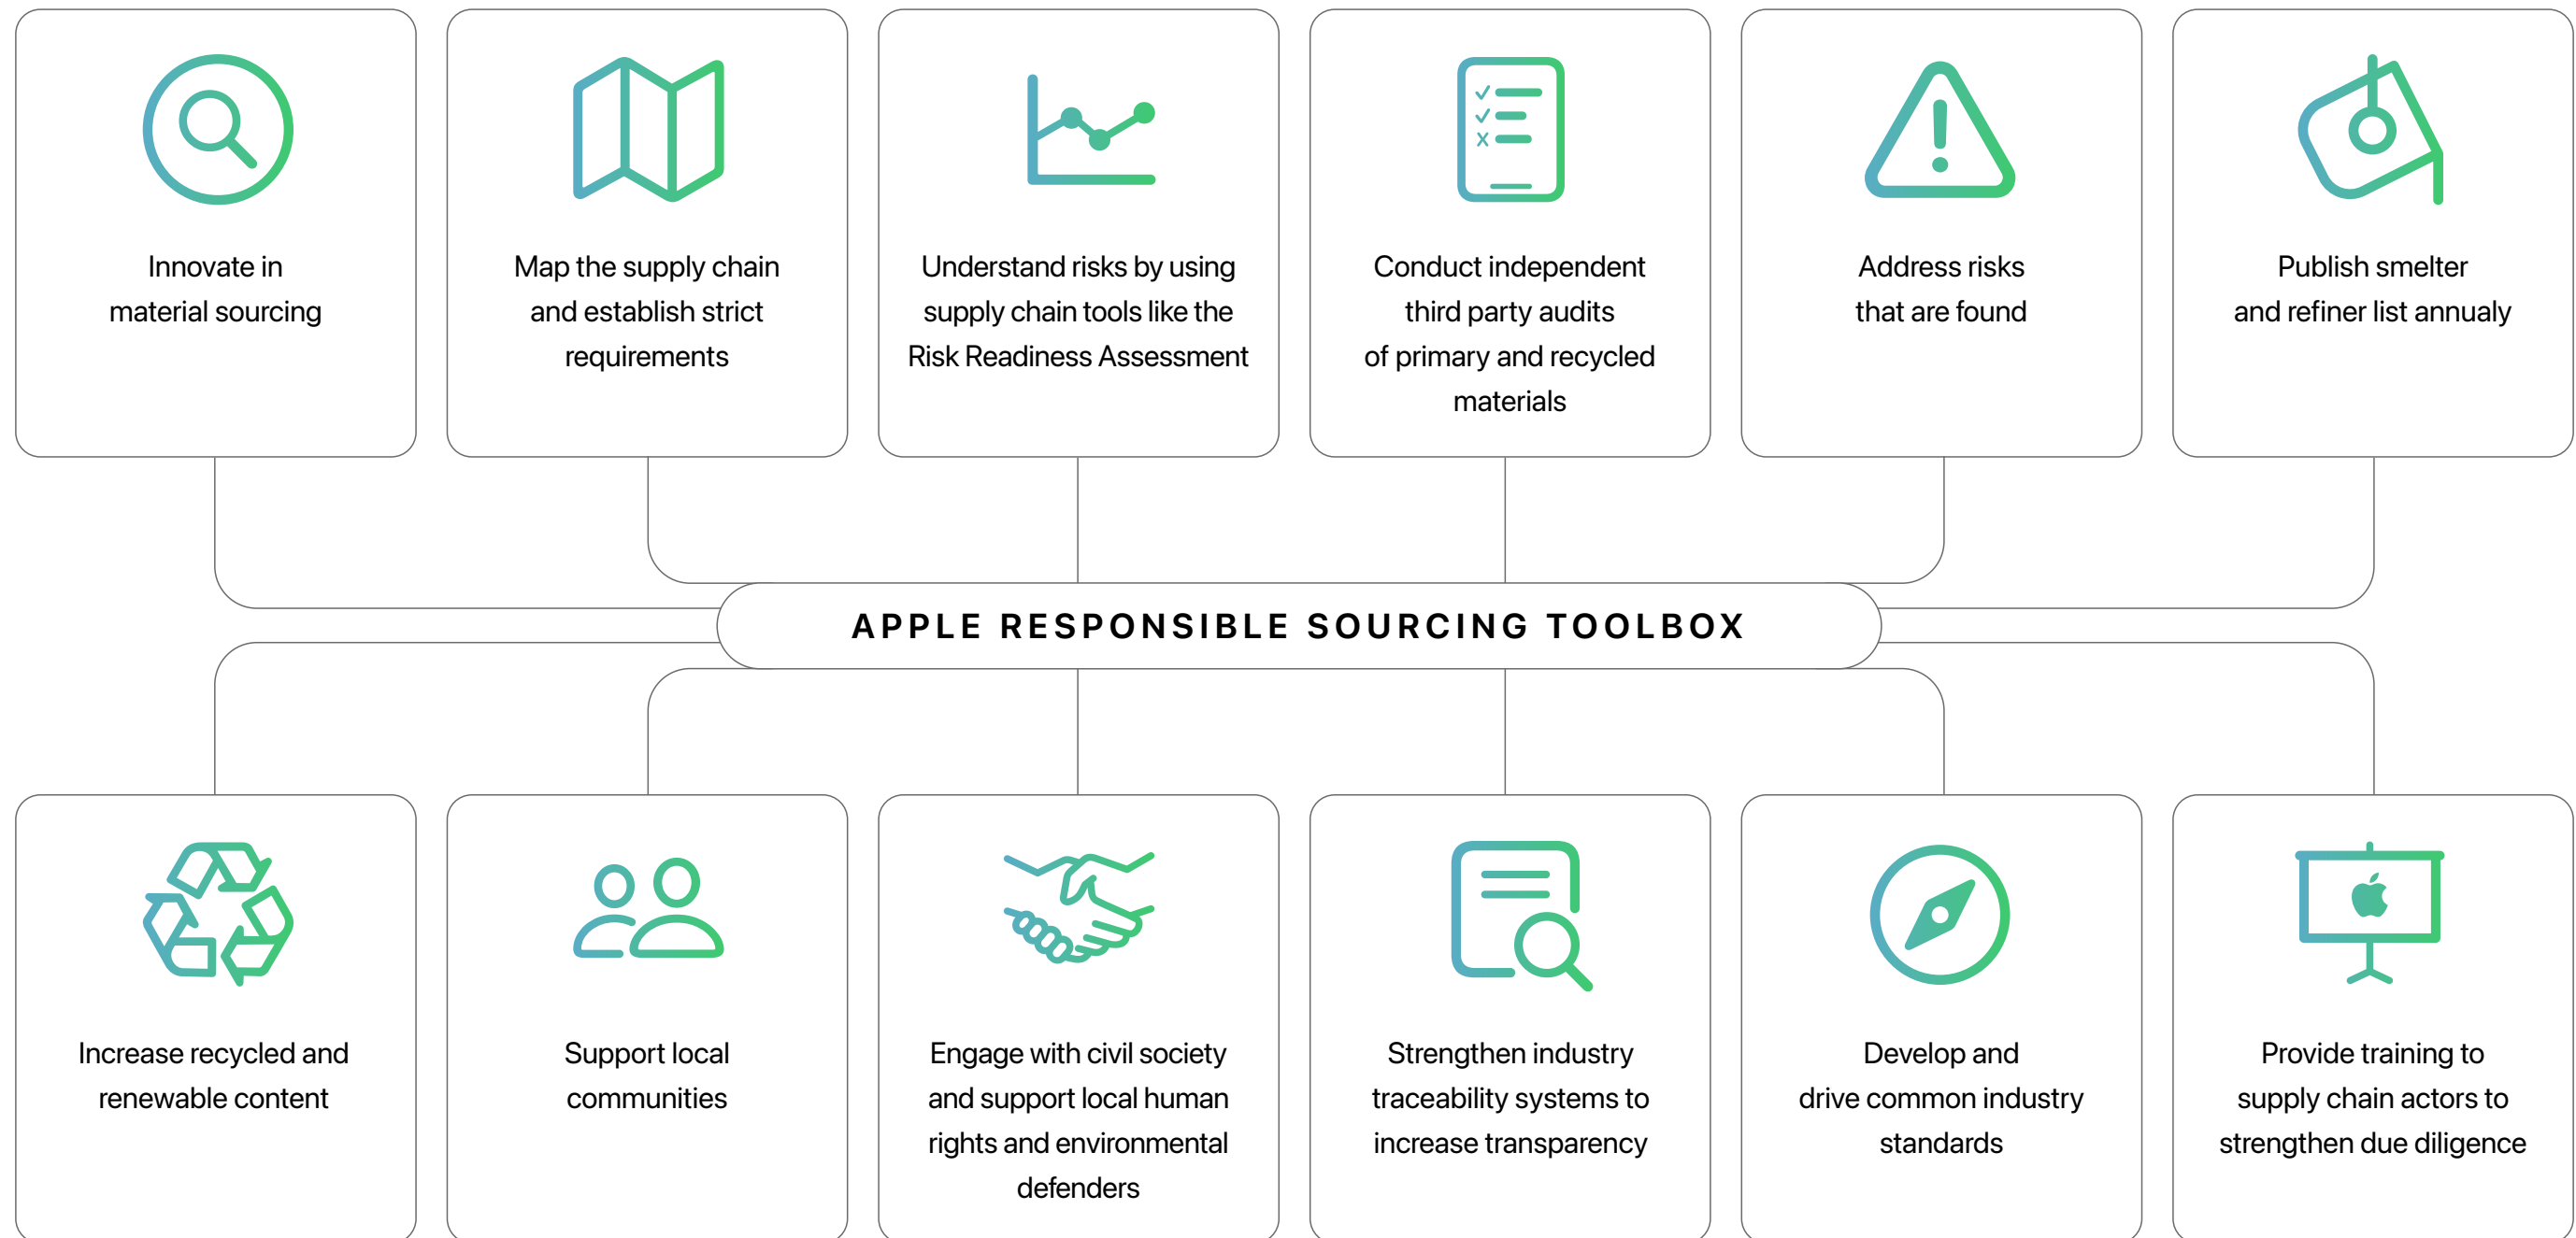 Innovate in
material sourcing
Map the supply chain
and establish strict
requirements
Understand risks by using
supply chain tools like the
Risk Readiness Assessment
Conduct independent
third party audits
of primary and recycled
materials
Address risks
that are found
Publish smelter
and refiner list annualy
APPLE RESPONSIBLE SOURCING TOOLBOX
Increase recycled and
renewable content
Support local
communities
Engage with civil society
and support local human
rights and environmental
defenders
Strengthen industry
traceability systems to
increase transparency
Develop and
drive common industry
standards
Provide training to
supply chain actors to
strengthen due diligence